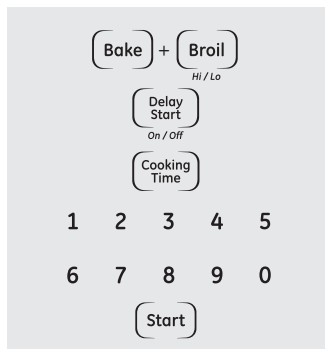 Bake + Broil
Hi / Lo
Delay
Start
On / Off
Cooking
Time
1 2 3 4 5
6 7 8 9 0
Start